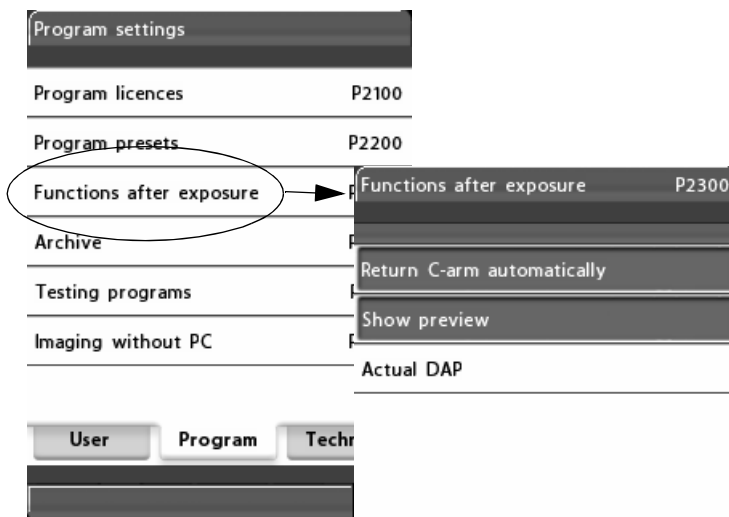 Program settings
Program licences P2100
Program presets P2200
Functions after exposure P
Archive
Testing programs
Imaging without PC
User Program Techn
Functions after exposure P2300
Return C-arm automatically
Show preview
Actual DAP